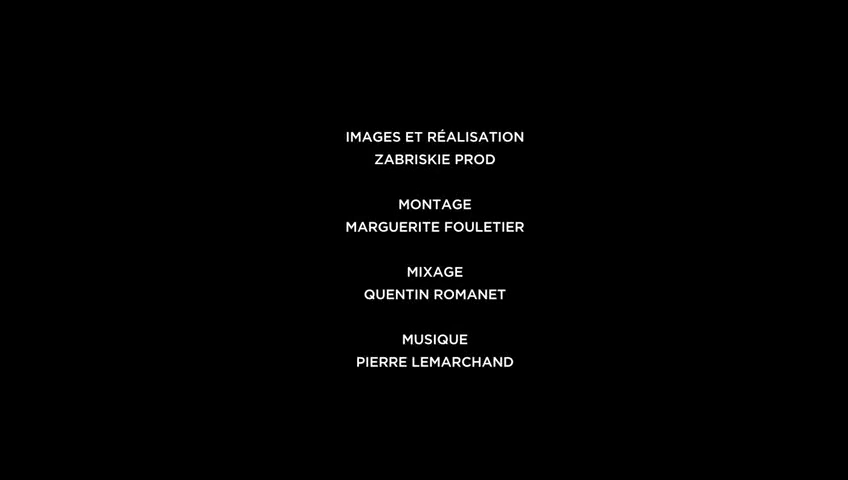 IMAGES ET RÉALISATION
ZABRISKIE PROD
MONTAGE
MARGUERITE FOULETIER
MIXAGE
QUENTIN ROMANET
MUSIQUE
PIERRE LEMARCHAND